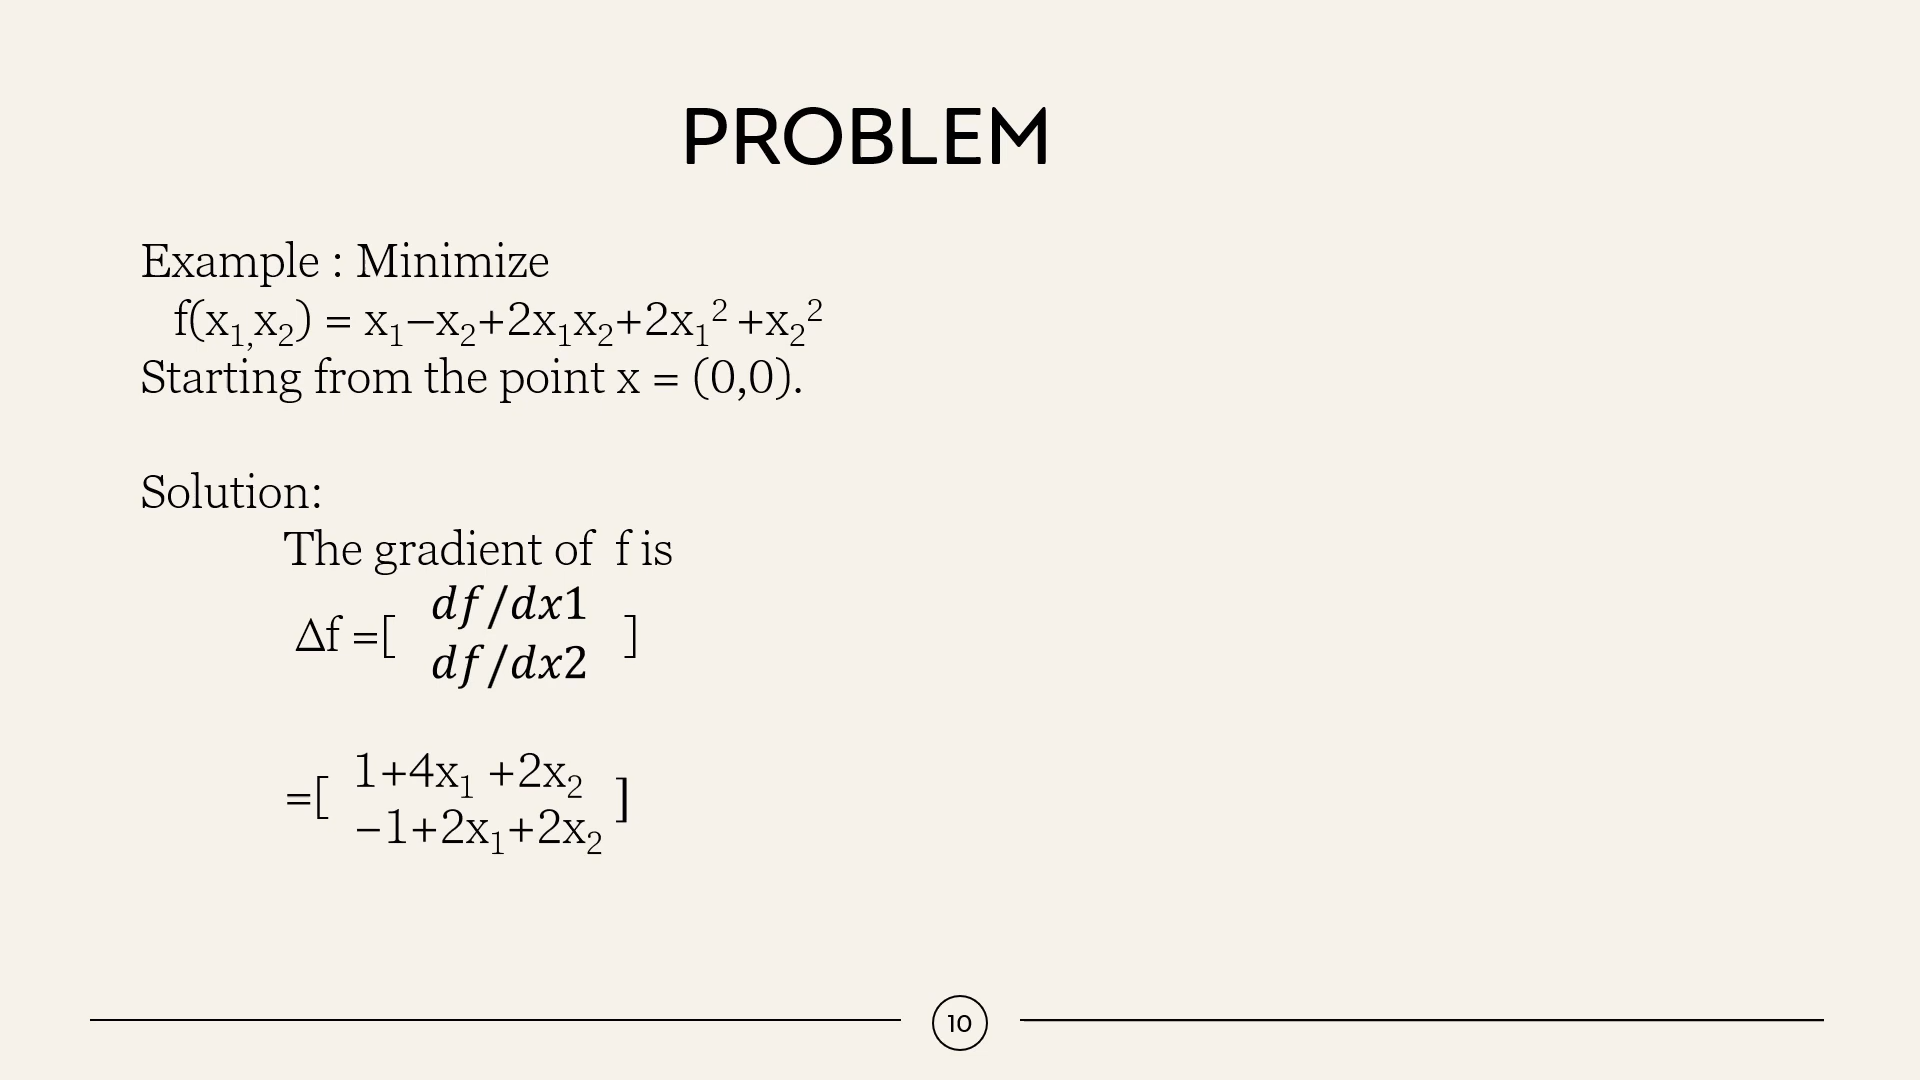 PROBLEM
Example : Minimize
f(x₁,x₂) = x₁–x₂+2x₁x₂+2x₁² +x₂²
Starting from the point x = (0,0).
Solution:
The gradient of f is
Δf =[ df/dx1
df/dx2 ]
=[ 1+4x₁ +2x₂
–1+2x₁+2x₂ ]
10